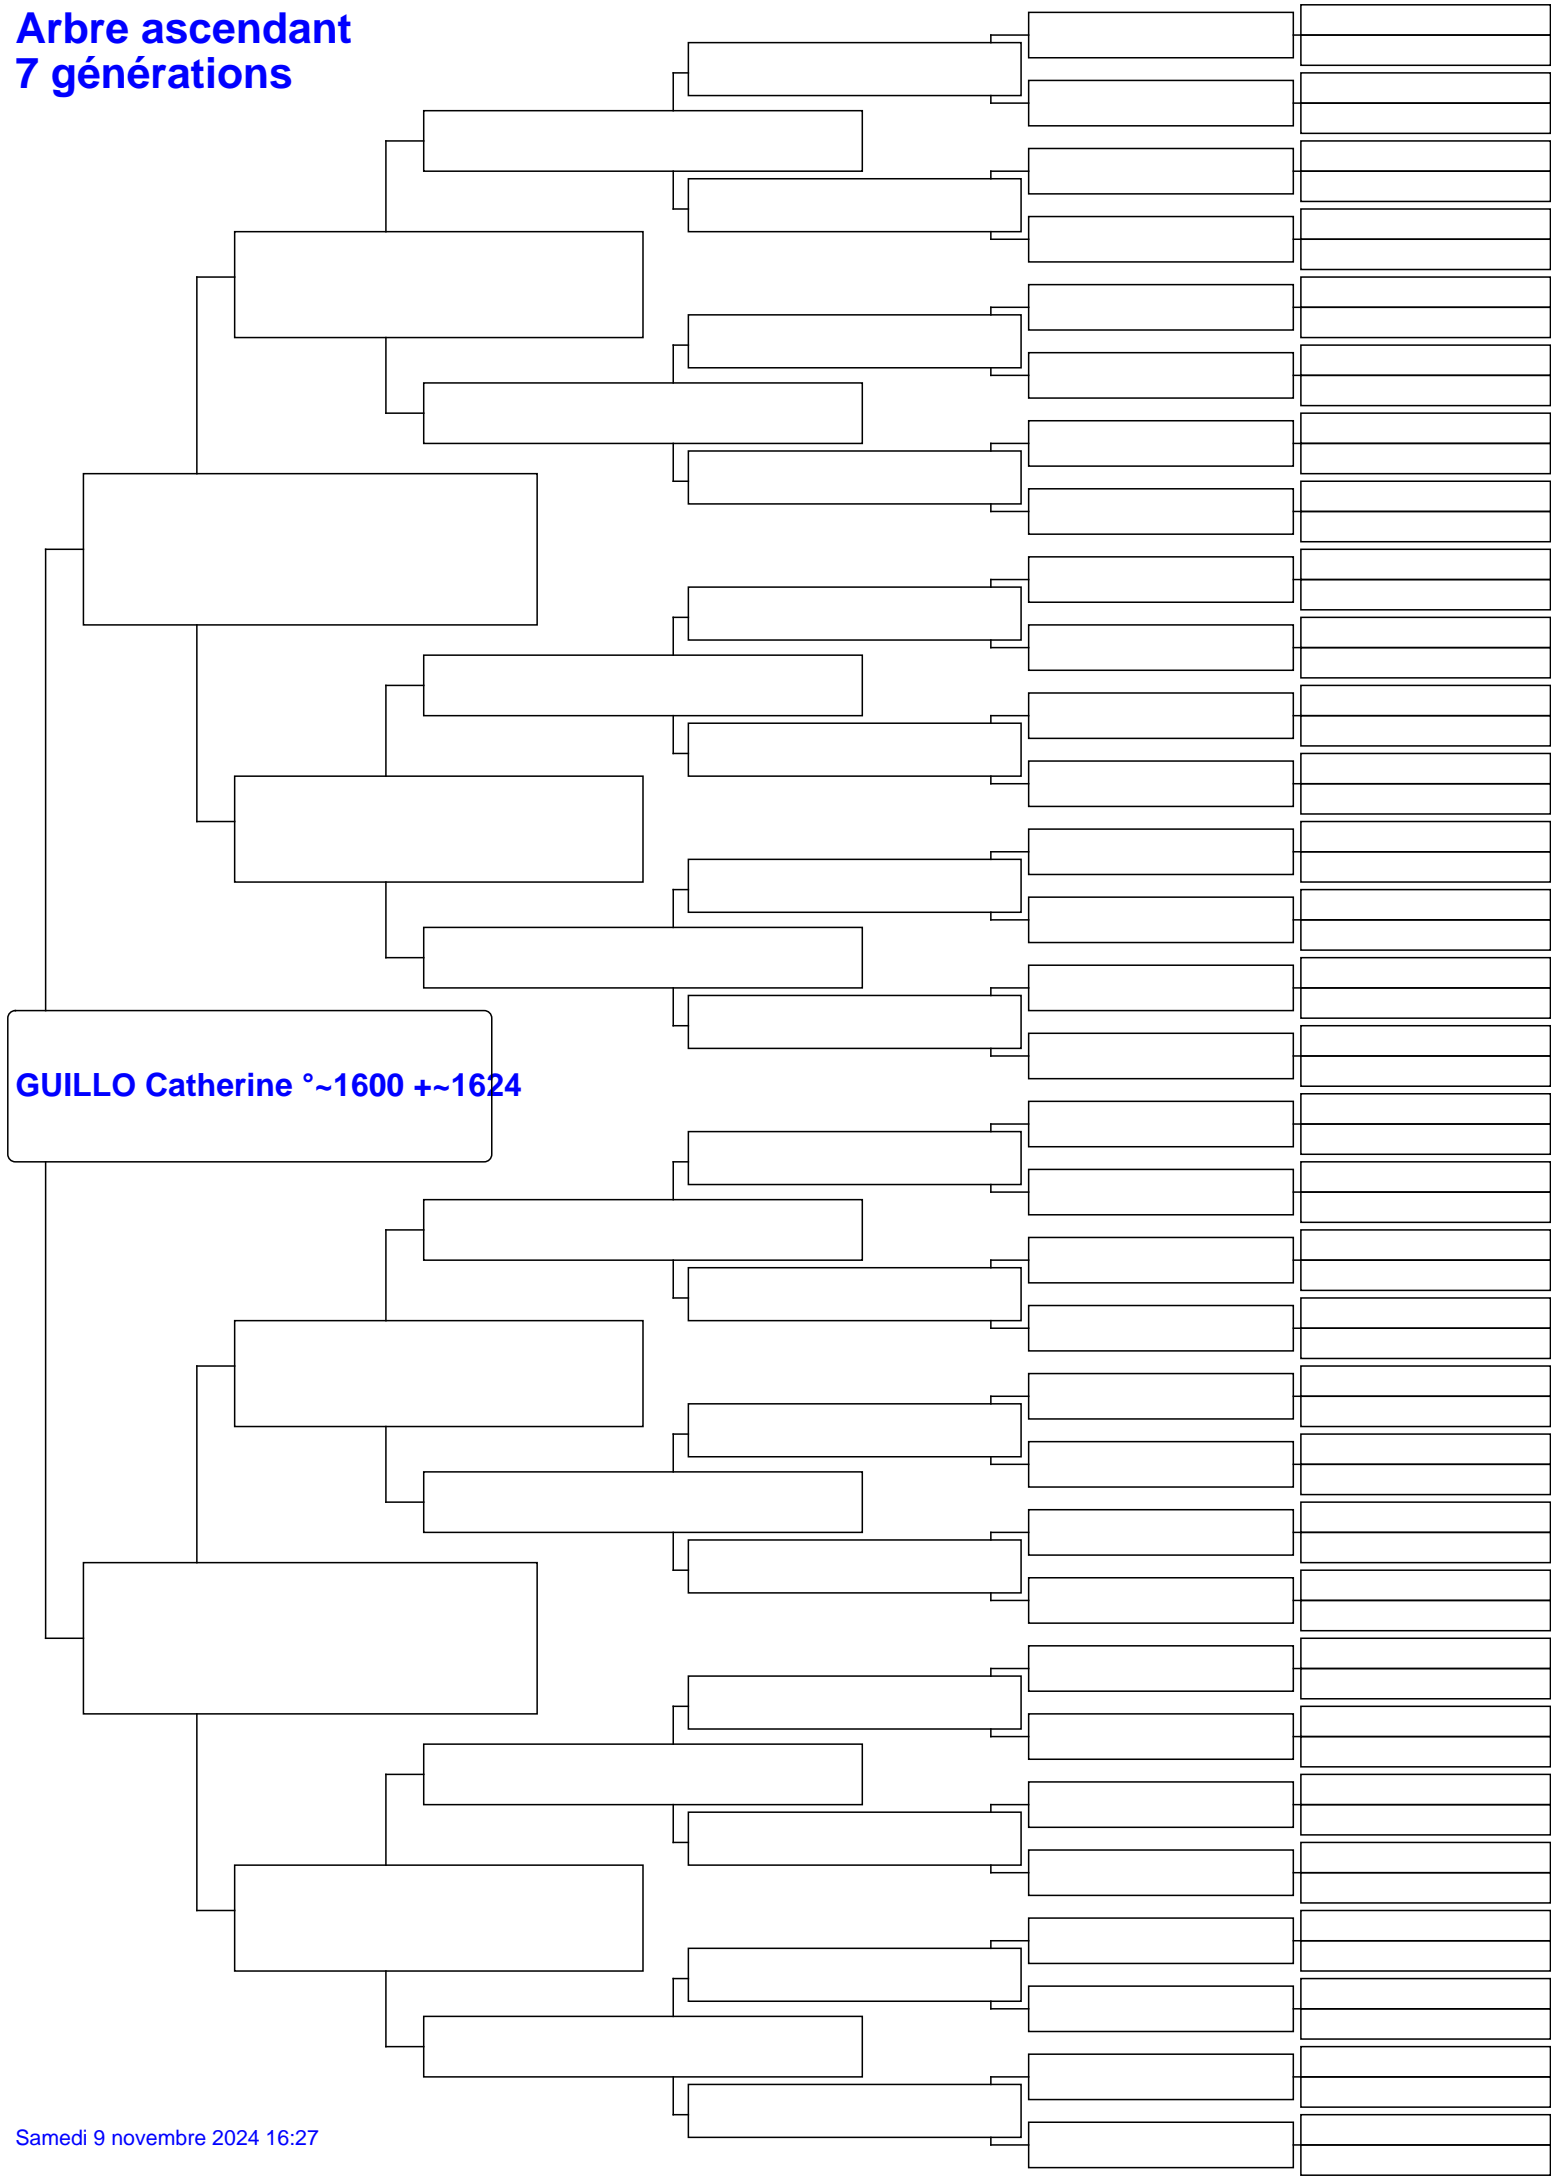 Arbre ascendant
7 générations
GUILLO Catherine °~1600 +~1624
Samedi 9 novembre 2024 16:27